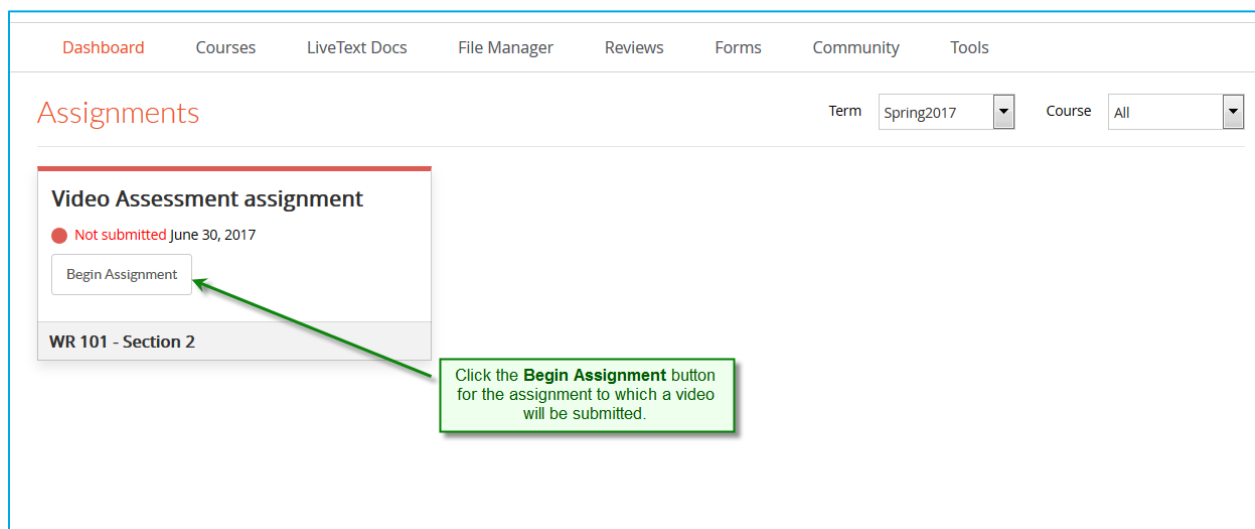 Dashboard Courses LiveText Docs File Manager Reviews Forms Community Tools
Assignments Term Spring2017 Course All
Video Assessment assignment
Not submitted June 30, 2017
Begin Assignment
WR 101 - Section 2
Click the Begin Assignment button
for the assignment to which a video
will be submitted.